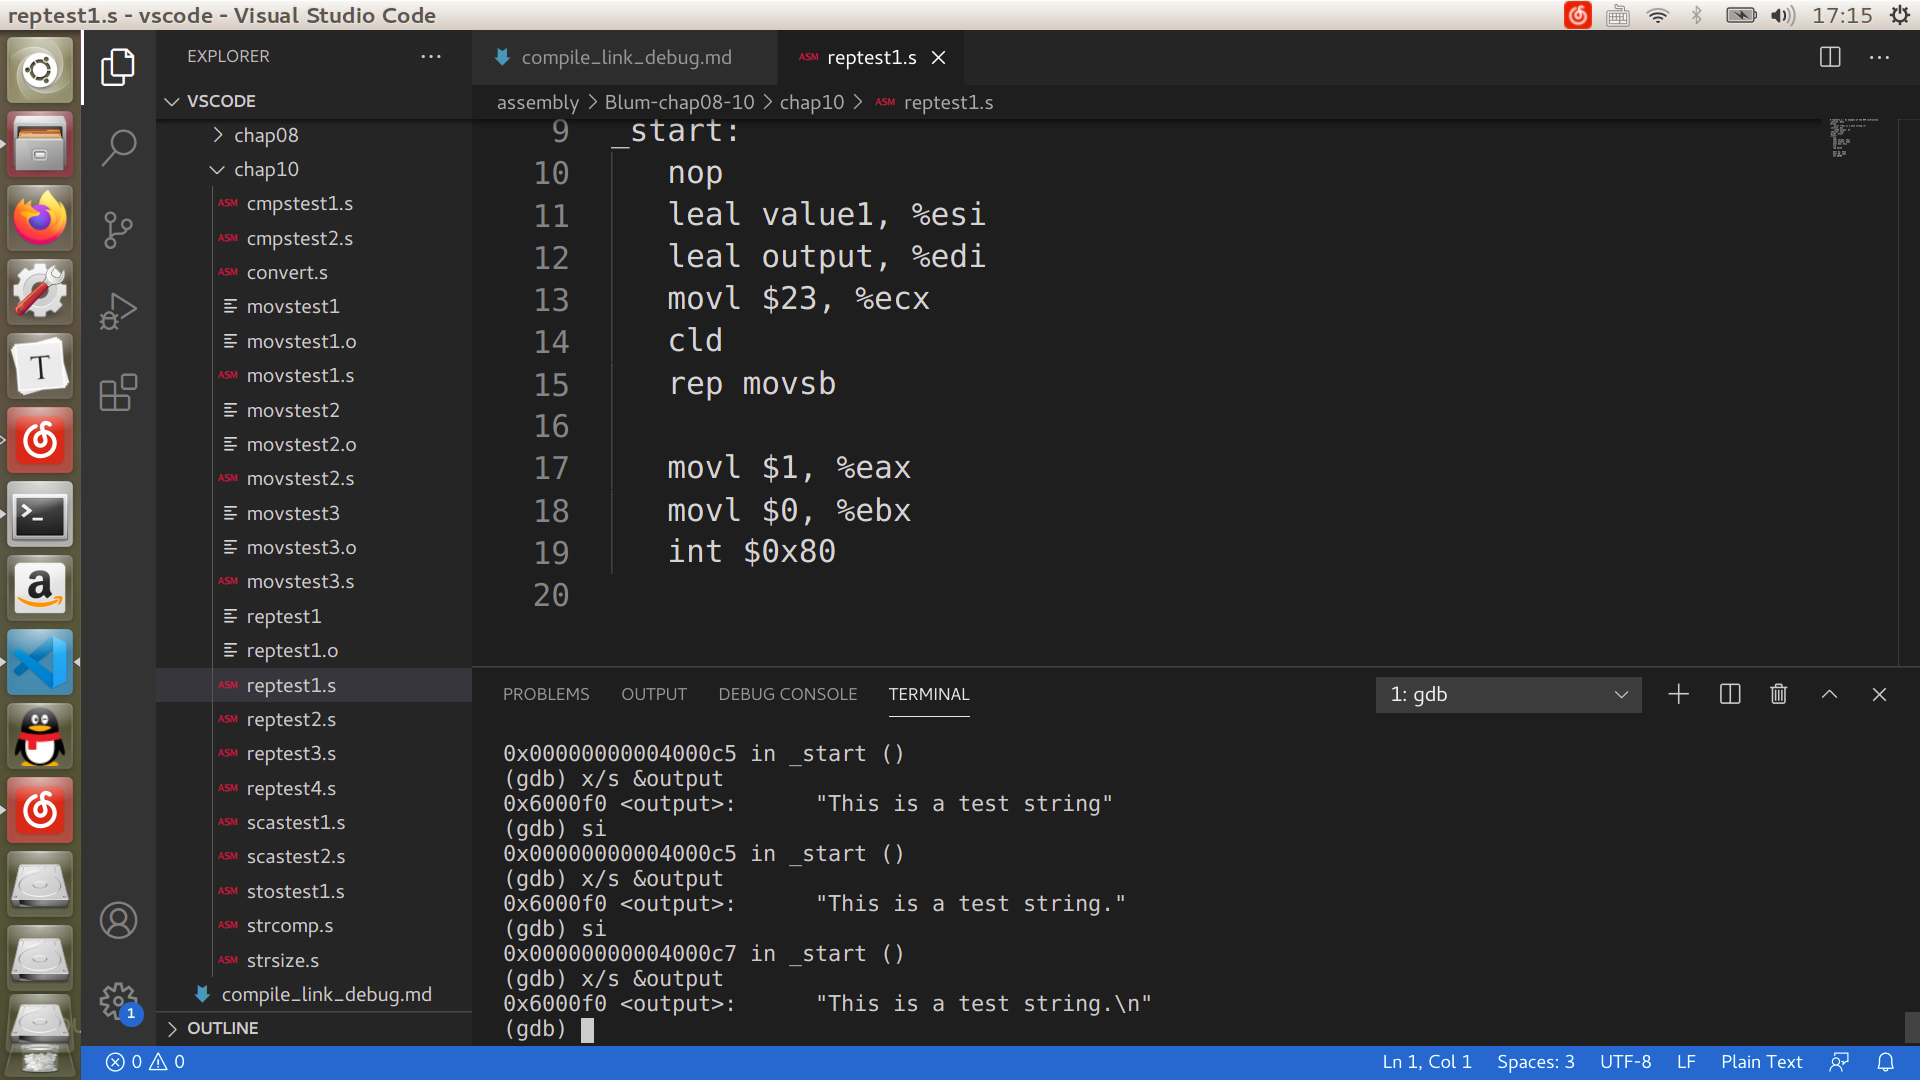 reptest1.s - vscode - Visual Studio Code
17:15
EXPLORER
VSCODE
chap08
chap10
ASM cmpstest1.s
ASM cmpstest2.s
ASM convert.s
movstest1
movstest1.o
ASM movstest1.s
movstest2
movstest2.o
ASM movstest2.s
movstest3
movstest3.o
ASM movstest3.s
reptest1
reptest1.o
ASM reptest1.s
ASM reptest2.s
ASM reptest3.s
ASM reptest4.s
ASM scastest1.s
ASM scastest2.s
ASM stostest1.s
ASM strcomp.s
ASM strsize.s
compile_link_debug.md
OUTLINE
compile_link_debug.md
ASM reptest1.s
assembly > Blum-chap08-10 > chap10 > ASM reptest1.s
9 _start:
10 nop
11 leal value1, %esi
12 leal output, %edi
13 movl $23, %ecx
14 cld
15 rep movsb
16
17 movl $1, %eax
18 movl $0, %ebx
19 int $0x80
20
PROBLEMS OUTPUT DEBUG CONSOLE TERMINAL
1: gdb
0x00000000004000c5 in _start ()
(gdb) x/s &output
0x6000f0 <output>: "This is a test string"
(gdb) si
0x00000000004000c5 in _start ()
(gdb) x/s &output
0x6000f0 <output>: "This is a test string."
(gdb) si
0x00000000004000c7 in _start ()
(gdb) x/s &output
0x6000f0 <output>: "This is a test string.\n"
(gdb)
T
>_
a
1
0 0
Ln 1, Col 1 Spaces: 3 UTF-8 LF Plain Text